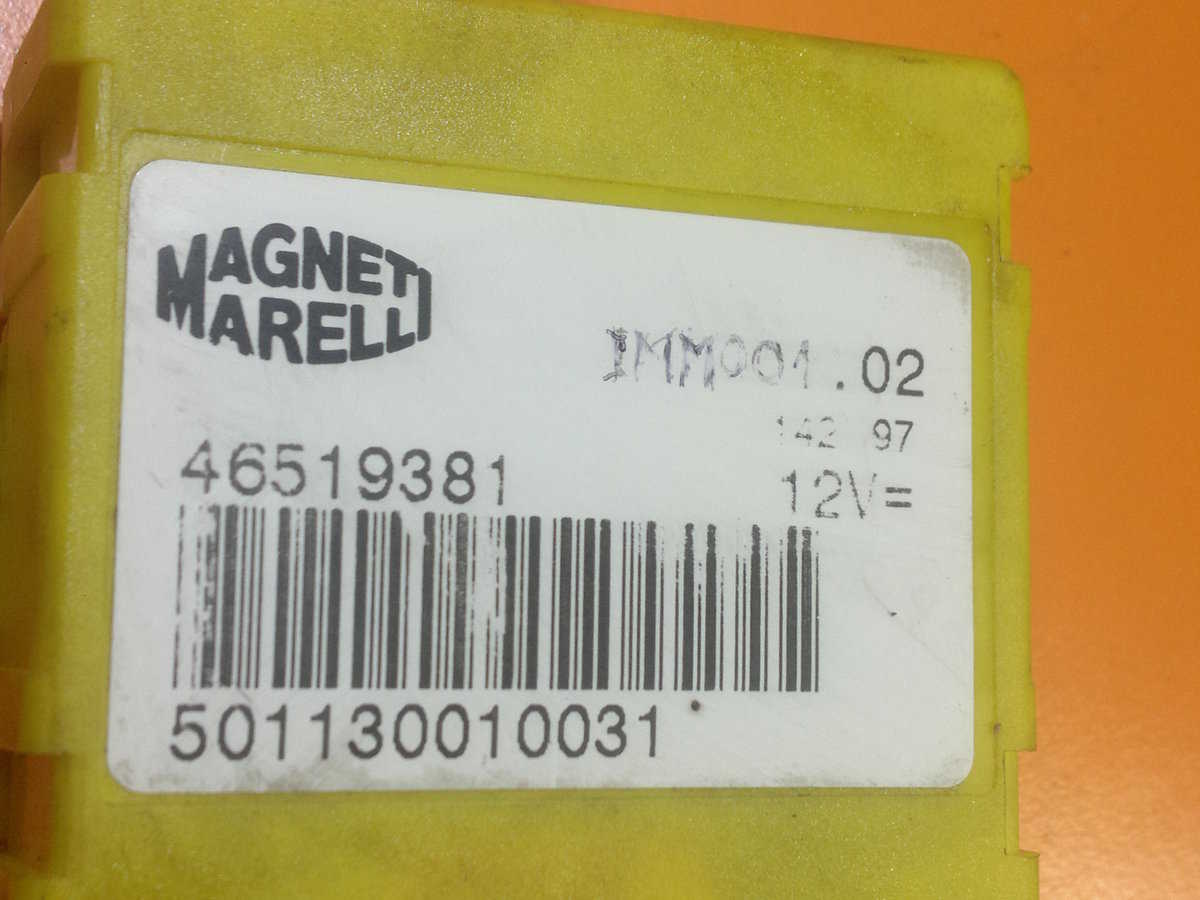 MAGNETI
MARELLI
IMM001.02
142 97
46519381
12V=
501130010031